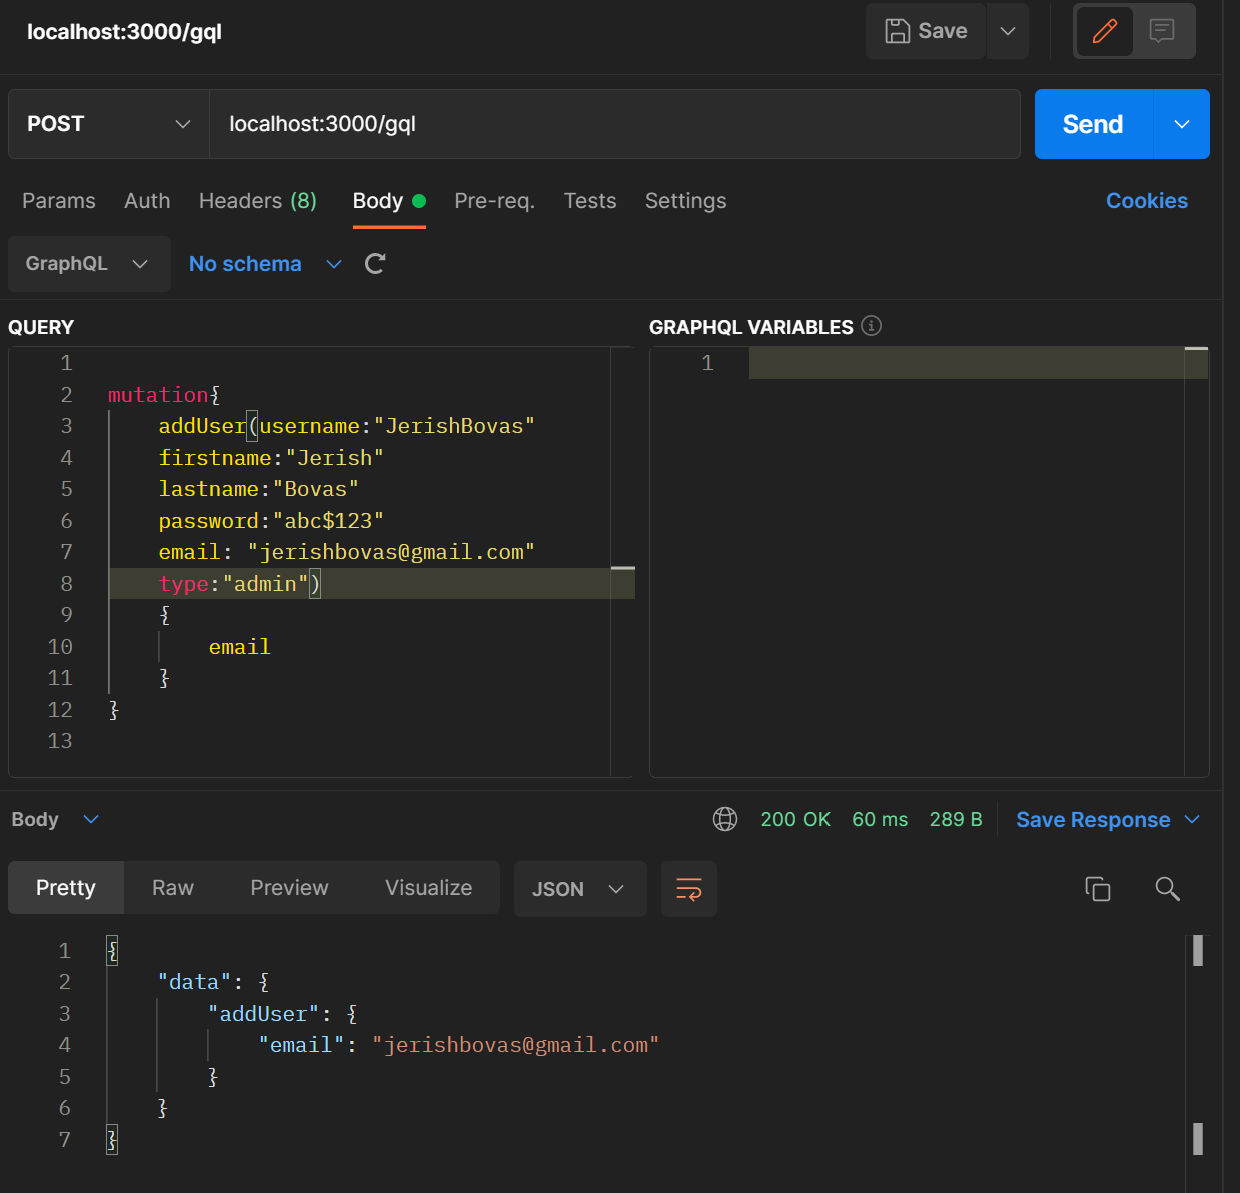 localhost:3000/gql
Save
POST
localhost:3000/gql
Send
Params Auth Headers (8) Body Pre-req. Tests Settings Cookies
GraphQL No schema
QUERY
1
2 mutation{
3 addUser(username:"JerishBovas"
4 firstname:"Jerish"
5 lastname:"Bovas"
6 password:"abc$123"
7 email: "jerishbovas@gmail.com"
8 type:"admin")
9 {
10 email
11 }
12 }
13
GRAPHQL VARIABLES
1
Body 200 OK 60 ms 289 B Save Response
Pretty Raw Preview Visualize JSON
1 {
2 "data": {
3 "addUser": {
4 "email": "jerishbovas@gmail.com"
5 }
6 }
7 }